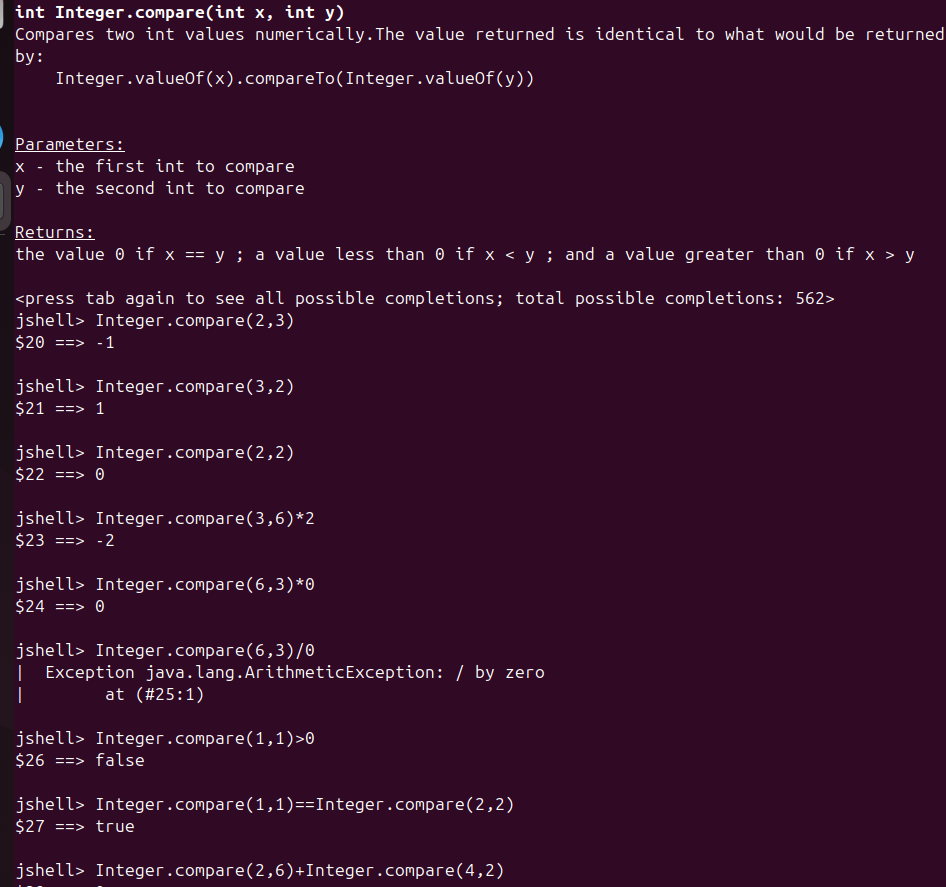 int Integer.compare(int x, int y)
Compares two int values numerically.The value returned is identical to what would be returned
by:
    Integer.valueOf(x).compareTo(Integer.valueOf(y))
Parameters:
x - the first int to compare
y - the second int to compare
Returns:
the value 0 if x == y ; a value less than 0 if x < y ; and a value greater than 0 if x > y
<press tab again to see all possible completions; total possible completions: 562>
jshell> Integer.compare(2,3)
$20 ==> -1
jshell> Integer.compare(3,2)
$21 ==> 1
jshell> Integer.compare(2,2)
$22 ==> 0
jshell> Integer.compare(3,6)*2
$23 ==> -2
jshell> Integer.compare(6,3)*0
$24 ==> 0
jshell> Integer.compare(6,3)/0
|  Exception java.lang.ArithmeticException: / by zero
|        at (#25:1)
jshell> Integer.compare(1,1)>0
$26 ==> false
jshell> Integer.compare(1,1)==Integer.compare(2,2)
$27 ==> true
jshell> Integer.compare(2,6)+Integer.compare(4,2)